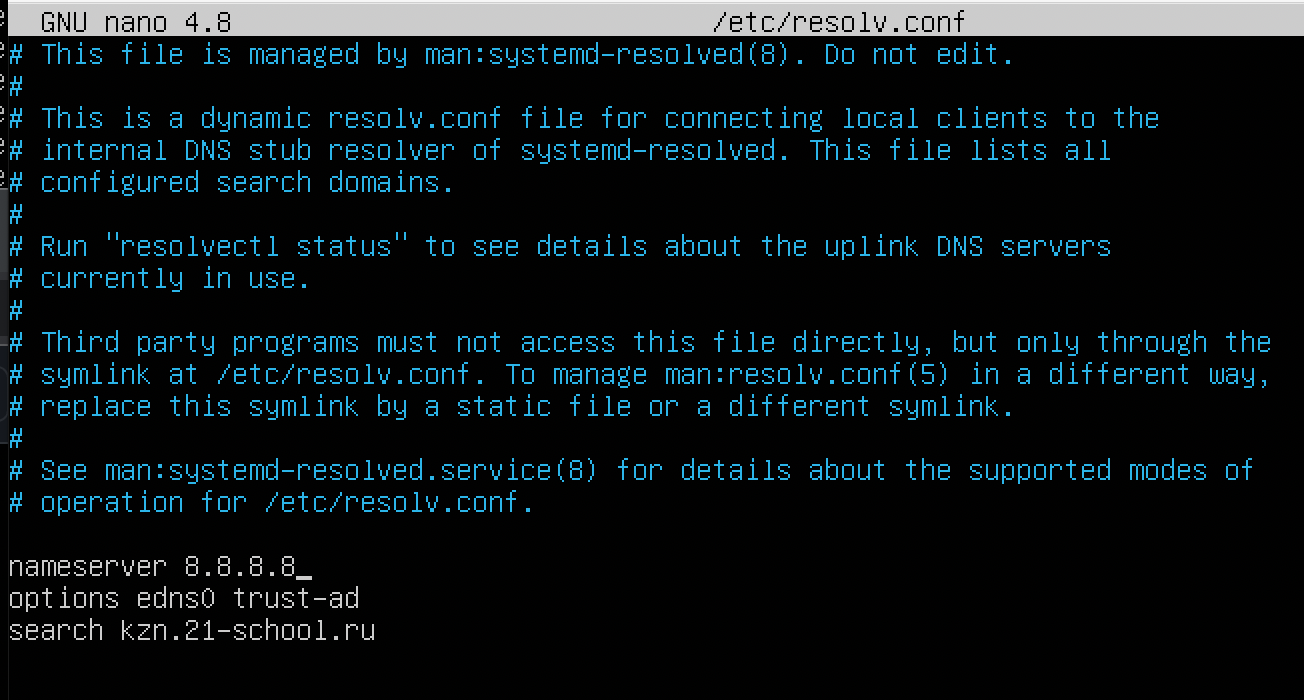 GNU nano 4.8 /etc/resolv.conf
# This file is managed by man:systemd-resolved(8). Do not edit.
#
# This is a dynamic resolv.conf file for connecting local clients to the
# internal DNS stub resolver of systemd-resolved. This file lists all
# configured search domains.
#
# Run "resolvectl status" to see details about the uplink DNS servers
# currently in use.
#
# Third party programs must not access this file directly, but only through the
# symlink at /etc/resolv.conf. To manage man:resolv.conf(5) in a different way,
# replace this symlink by a static file or a different symlink.
#
# See man:systemd-resolved.service(8) for details about the supported modes of
# operation for /etc/resolv.conf.

nameserver 8.8.8.8
options edns0 trust-ad
search kzn.21-school.ru